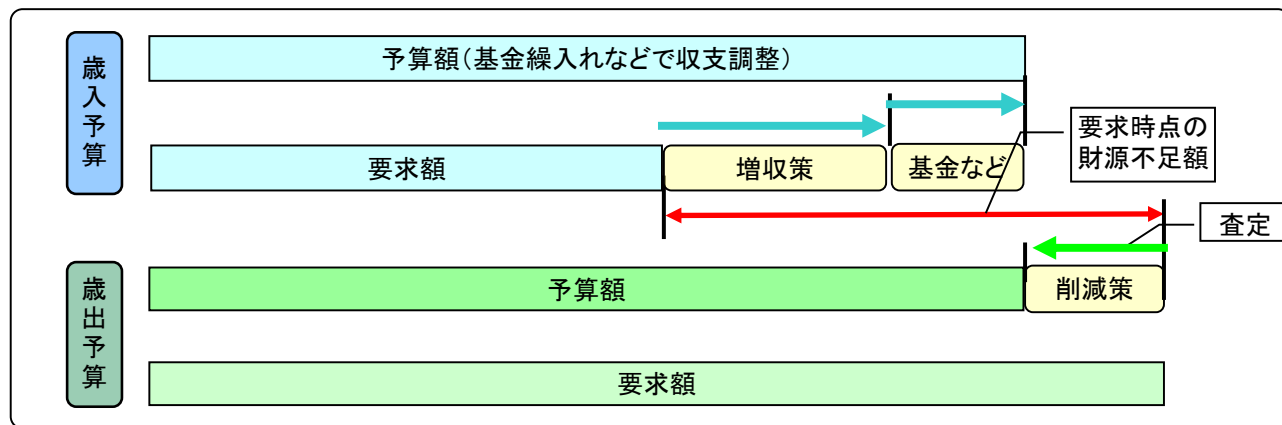 歳入予算
予算額(基金繰入れなどで収支調整)
要求額
増収策
基金など
要求時点の
財源不足額
査定
歳出予算
予算額
削減策
要求額